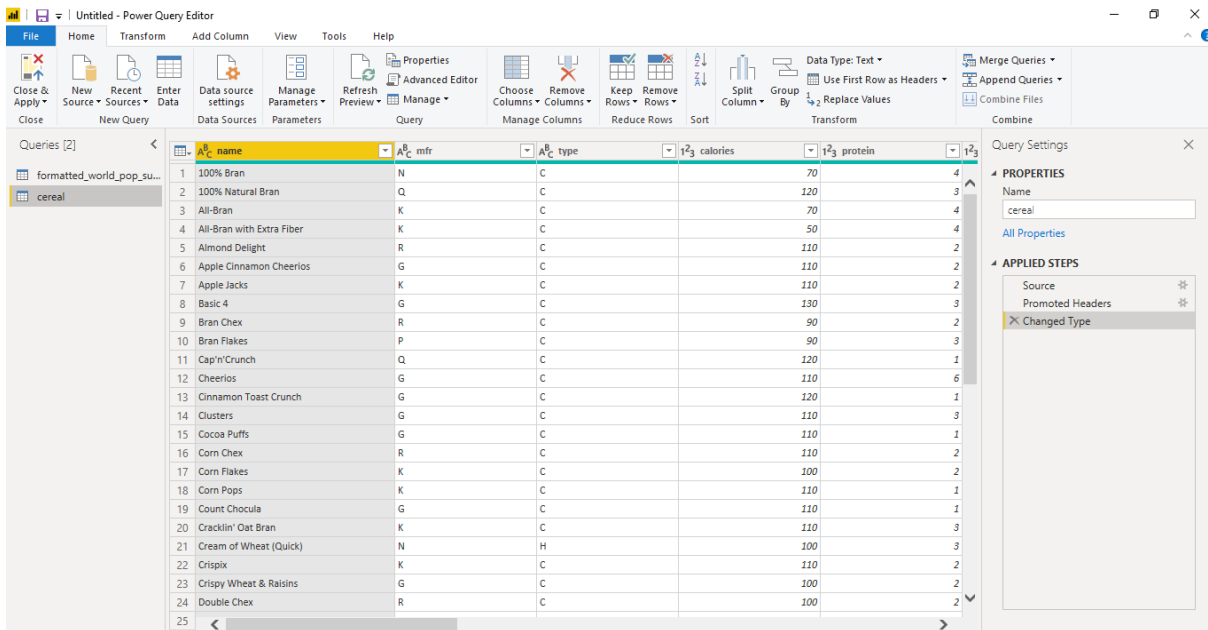 Untitled - Power Query Editor
File Home Transform Add Column View Tools Help
Close & Apply
New Source
Recent Sources
Enter Data
Data source settings
Manage Parameters
Refresh Preview
Properties
Advanced Editor
Manage
Choose Columns
Remove Columns
Keep Rows
Remove Rows
Split Column
Group By
Data Type: Text
Use First Row as Headers
Replace Values
Merge Queries
Append Queries
Combine Files
Close New Query Data Sources Parameters Query Manage Columns Reduce Rows Sort Transform Combine
Queries [2]
formatted_world_pop_su...
cereal
name mfr type calories protein
1 100% Bran N C 70 4
2 100% Natural Bran Q C 120 3
3 All-Bran K C 70 4
4 All-Bran with Extra Fiber K C 50 4
5 Almond Delight R C 110 2
6 Apple Cinnamon Cheerios G C 110 2
7 Apple Jacks K C 110 2
8 Basic 4 G C 130 3
9 Bran Chex R C 90 2
10 Bran Flakes P C 90 3
11 Cap'n'Crunch Q C 120 1
12 Cheerios G C 110 6
13 Cinnamon Toast Crunch G C 120 1
14 Clusters G C 110 3
15 Cocoa Puffs G C 110 1
16 Corn Chex R C 110 2
17 Corn Flakes K C 100 2
18 Corn Pops K C 110 1
19 Count Chocula G C 110 1
20 Cracklin' Oat Bran K C 110 3
21 Cream of Wheat (Quick) N H 100 3
22 Crispix K C 110 2
23 Crispy Wheat & Raisins G C 100 2
24 Double Chex R C 100 2
25
Query Settings
PROPERTIES
Name
cereal
All Properties
APPLIED STEPS
Source
Promoted Headers
Changed Type